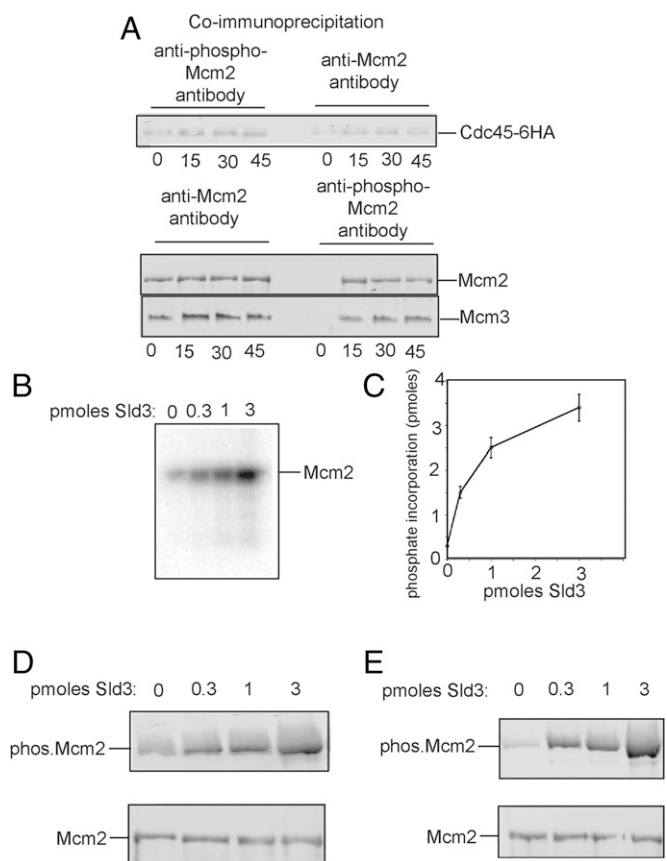 A
Co-immunoprecipitation
anti-phospho-
Mcm2
antibody
anti-Mcm2
antibody
Cdc45-6HA
0 15 30 45 0 15 30 45
anti-Mcm2
antibody
anti-phospho-
Mcm2
antibody
Mcm2
Mcm3
0 15 30 45 0 15 30 45
B
pmoles Sld3: 0 0.3 1 3
Mcm2
C
phosphate incorporation (pmoles)
4
3
2
1
0
0 1 2 3
pmoles Sld3
D
pmoles Sld3: 0 0.3 1 3
phos.Mcm2
Mcm2
E
pmoles Sld3: 0 0.3 1 3
phos.Mcm2
Mcm2